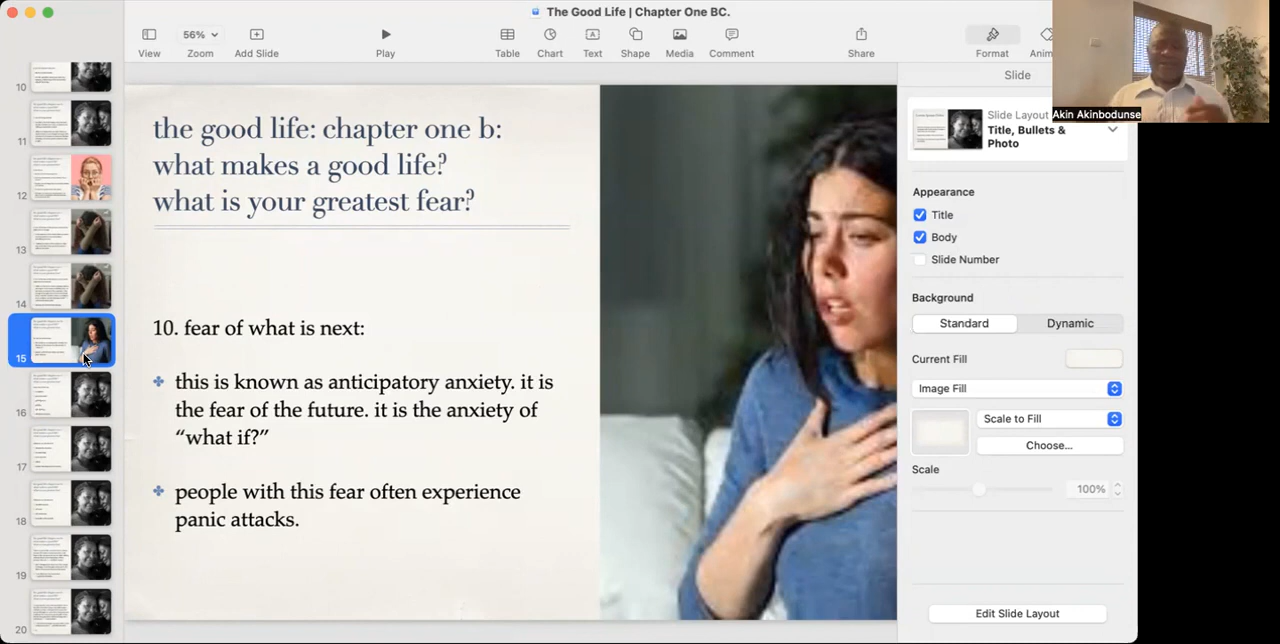 The Good Life | Chapter One BC.
56%
View
Zoom
Add Slide
Play
Table
Chart
Text
Shape
Media
Comment
Share
Format
Anim
Akin Akinbodunse
10
11
12
13
14
15
16
17
18
19
20
the good life: chapter one b:
what makes a good life?
what is your greatest fear?
10. fear of what is next:
this is known as anticipatory anxiety. it is
the fear of the future. it is the anxiety of
“what if?”
people with this fear often experience
panic attacks.
Slide
Slide Layout
Title, Bullets &
Photo
Appearance
Title
Body
Slide Number
Background
Standard
Dynamic
Current Fill
Image Fill
Scale to Fill
Choose...
Scale
100%
Edit Slide Layout